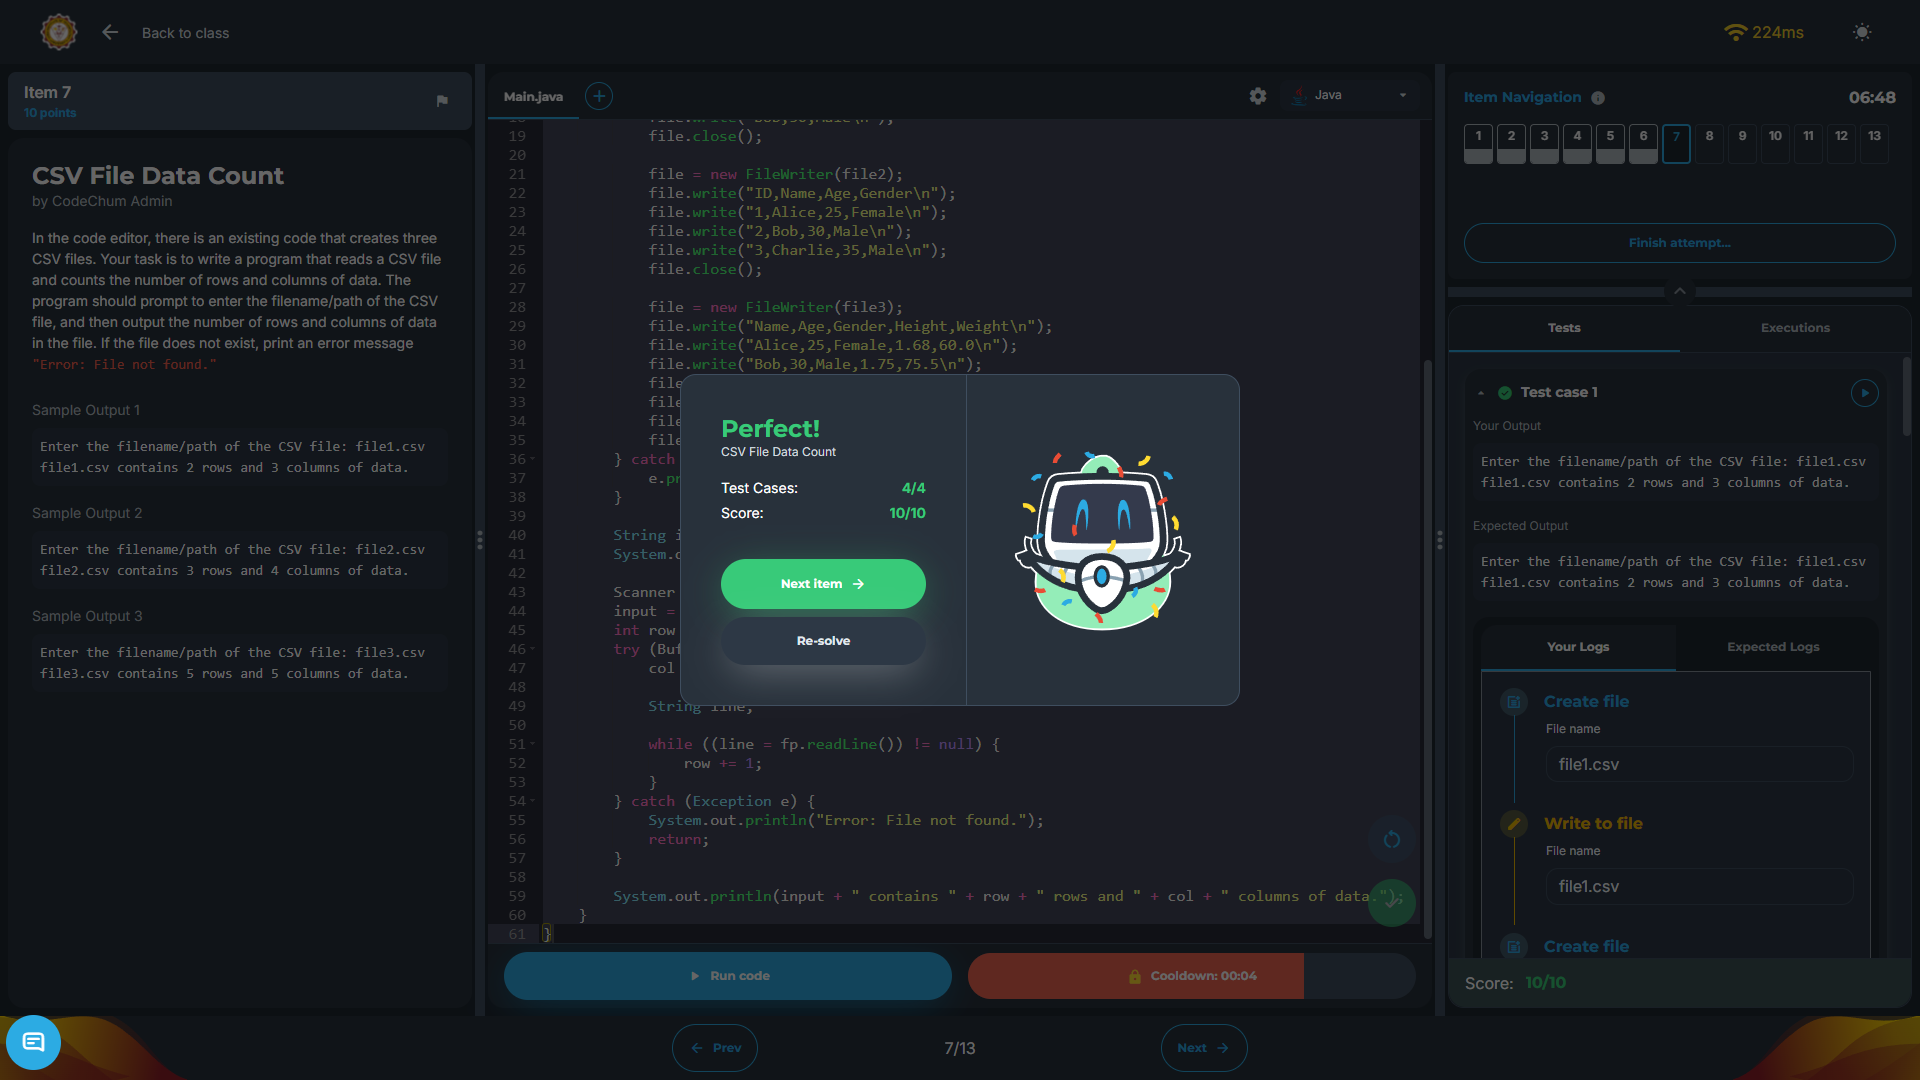 Back to class
224ms
Item 7
10 points
CSV File Data Count
by CodeChum Admin
In the code editor, there is an existing code that creates three
CSV files. Your task is to write a program that reads a CSV file
and counts the number of rows and columns of data. The
program should prompt to enter the filename/path of the CSV
file, and then output the number of rows and columns of data
in the file. If the file does not exist, print an error message
"Error: File not found."
Sample Output 1
Enter the filename/path of the CSV file: file1.csv
file1.csv contains 2 rows and 3 columns of data.
Sample Output 2
Enter the filename/path of the CSV file: file2.csv
file2.csv contains 3 rows and 4 columns of data.
Sample Output 3
Enter the filename/path of the CSV file: file3.csv
file3.csv contains 5 rows and 5 columns of data.
Main.java
Java
19 file.close();
20
21 file = new FileWriter(file2);
22 file.write("ID,Name,Age,Gender\n");
23 file.write("1,Alice,25,Female\n");
24 file.write("2,Bob,30,Male\n");
25 file.write("3,Charlie,35,Male\n");
26 file.close();
27
28 file = new FileWriter(file3);
29 file.write("Name,Age,Gender,Height,Weight\n");
30 file.write("Alice,25,Female,1.68,60.0\n");
31 file.write("Bob,30,Male,1.75,75.5\n");
32 file
33 file
34 file
35 file
36 } catch
37 e.pr
38 }
39
40 String i
41 System.o
42
43 Scanner
44 input =
45 int row
46 try (Buf
47 col
48
49 String line;
50
51 while ((line = fp.readLine()) != null) {
52 row += 1;
53 }
54 } catch (Exception e) {
55 System.out.println("Error: File not found.");
56 return;
57 }
58
59 System.out.println(input + " contains " + row + " rows and " + col + " columns of data.");
60 }
61 }
Perfect!
CSV File Data Count
Test Cases: 4/4
Score: 10/10
Next item
Re-solve
Run code
Cooldown: 00:04
Prev
7/13
Next
Item Navigation
06:48
1 2 3 4 5 6 7 8 9 10 11 12 13
Finish attempt...
Tests
Executions
Test case 1
Your Output
Enter the filename/path of the CSV file: file1.csv
file1.csv contains 2 rows and 3 columns of data.
Expected Output
Enter the filename/path of the CSV file: file1.csv
file1.csv contains 2 rows and 3 columns of data.
Your Logs
Expected Logs
Create file
File name
file1.csv
Write to file
File name
file1.csv
Create file
Score: 10/10